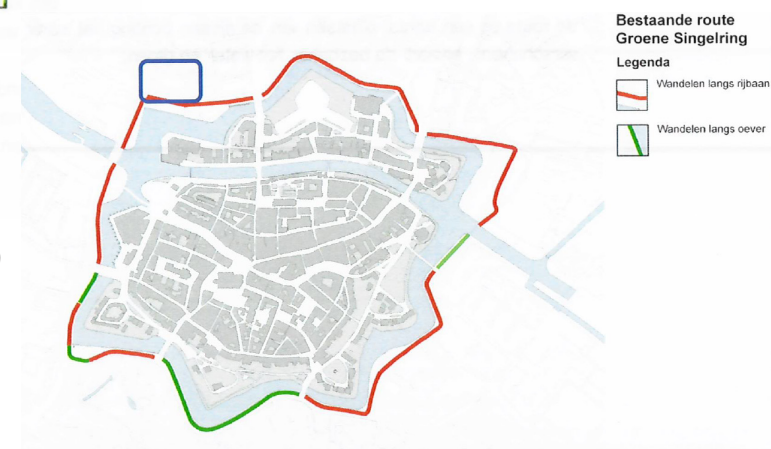 Bestaande route
Groene Singelring
Legenda
Wandelen langs rijbaan
Wandelen langs oever